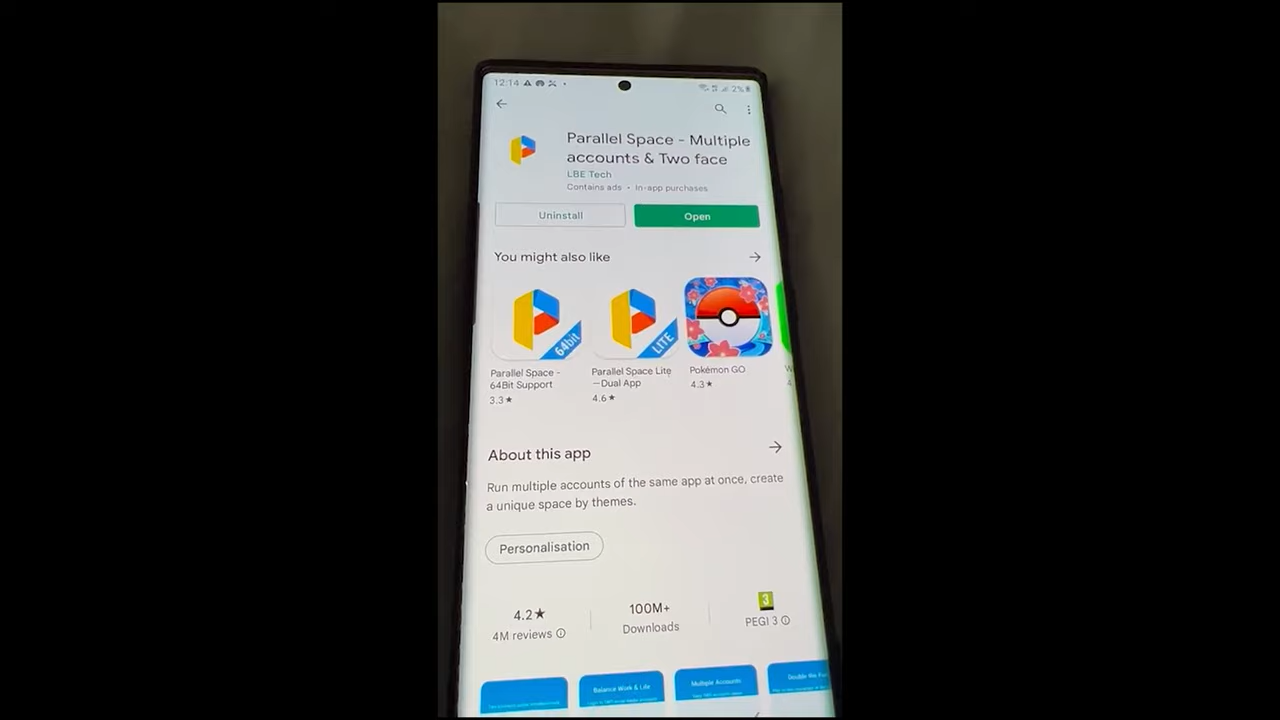 12:14
2%
Parallel Space - Multiple
accounts & Two face
LBE Tech
Contains ads • In-app purchases
Uninstall
Open
You might also like
64bit
LITE
Parallel Space -
64Bit Support
3.3★
Parallel Space Lite
—Dual App
4.6★
Pokémon GO
4.3★
W
4
About this app
Run multiple accounts of the same app at once, create
a unique space by themes.
Personalisation
4.2★
4M reviews
100M+
Downloads
3
PEGI 3
Balance Work & Life
Multiple Accounts
Double